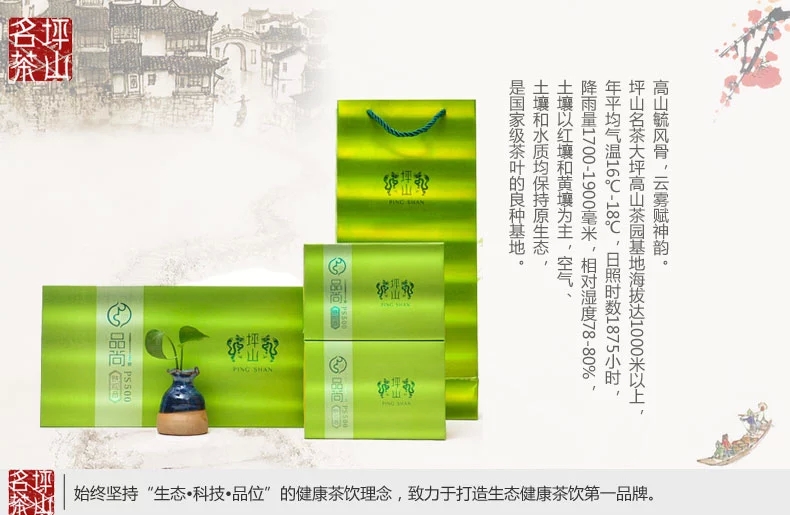 坪山
名茶
高山毓风骨,云雾赋神韵。
坪山名茶大坪高山茶园基地海拔达1000米以上,
年平均气温16℃-18℃,日照时数1875小时,
降雨量1700-1900毫米,相对湿度78-80%,
土壤以红壤和黄壤为主,空气、
土壤和水质均保持原生态,
是国家级茶叶的良种基地。
坪山
PING SHAN
品尚
PS500
坪山
PING SHAN
品尚
PS500
坪山
PING SHAN
品尚
PS500
坪山
PING SHAN
坪山
名茶
始终坚持“生态•科技•品位”的健康茶饮理念,致力于打造生态健康茶饮第一品牌。